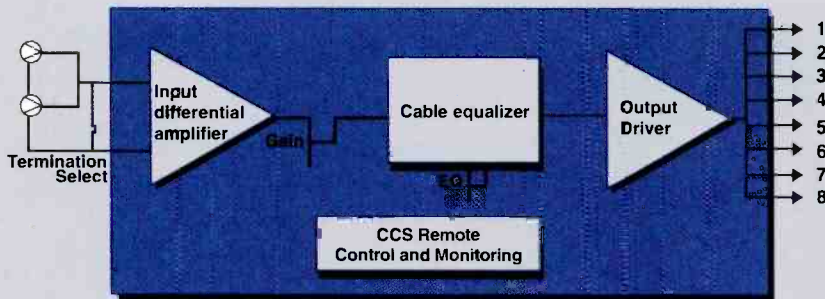 Input
differential
amplifier
Termination
Select
Gain
Cable equalizer
EQ
Output
Driver
CCS Remote
Control and Monitoring
1
2
3
4
5
6
7
8